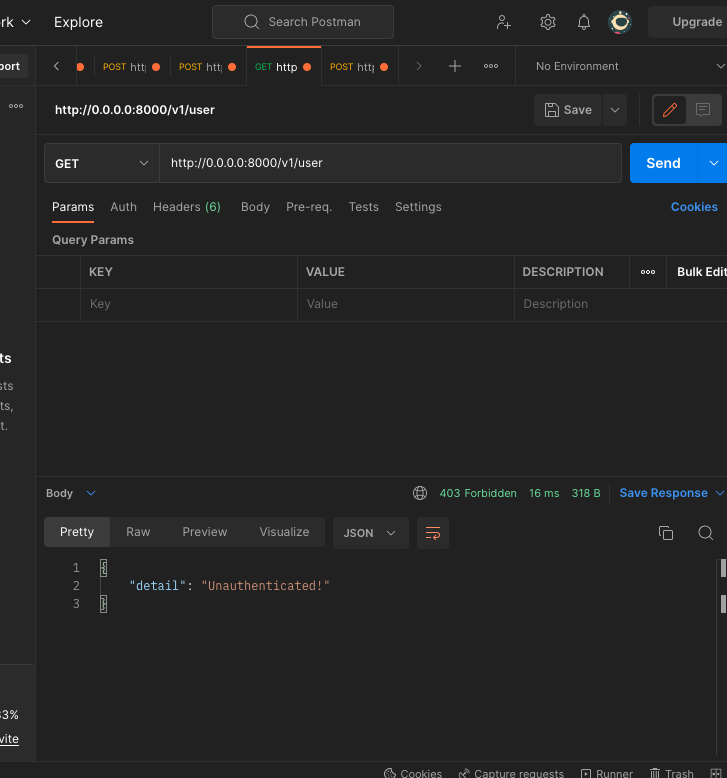 rk Explore Search Postman Upgrade
port POST http POST http GET http POST http No Environment
http://0.0.0.0:8000/v1/user Save
GET http://0.0.0.0:8000/v1/user Send
Params Auth Headers (6) Body Pre-req. Tests Settings Cookies
Query Params
KEY VALUE DESCRIPTION Bulk Edit
Key Value Description
ts
sts
ts,
t.
Body 403 Forbidden 16 ms 318 B Save Response
Pretty Raw Preview Visualize JSON
1 {
2 "detail": "Unauthenticated!"
3 }
33%
vite
Cookies Capture requests Runner Trash